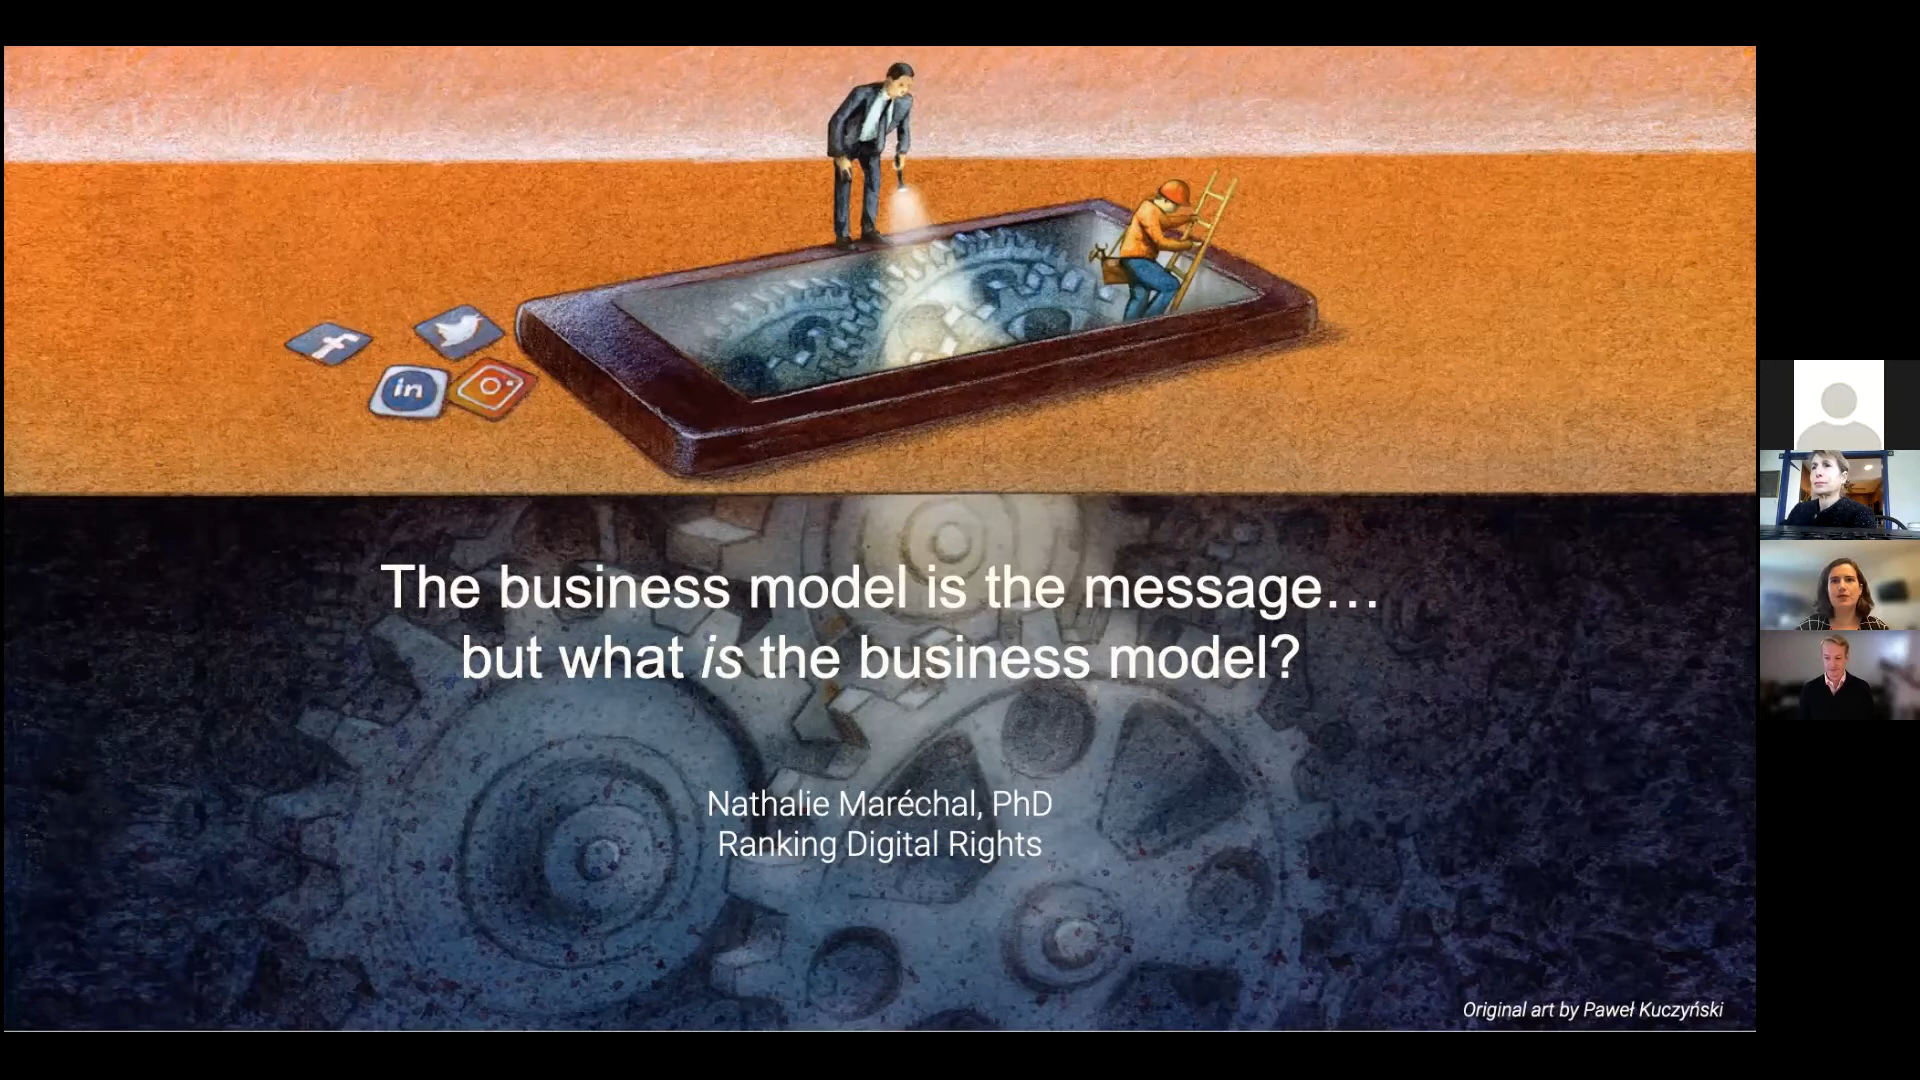 in
The business model is the message…
but what is the business model?
Nathalie Maréchal, PhD
Ranking Digital Rights
Original art by Paweł Kuczyński